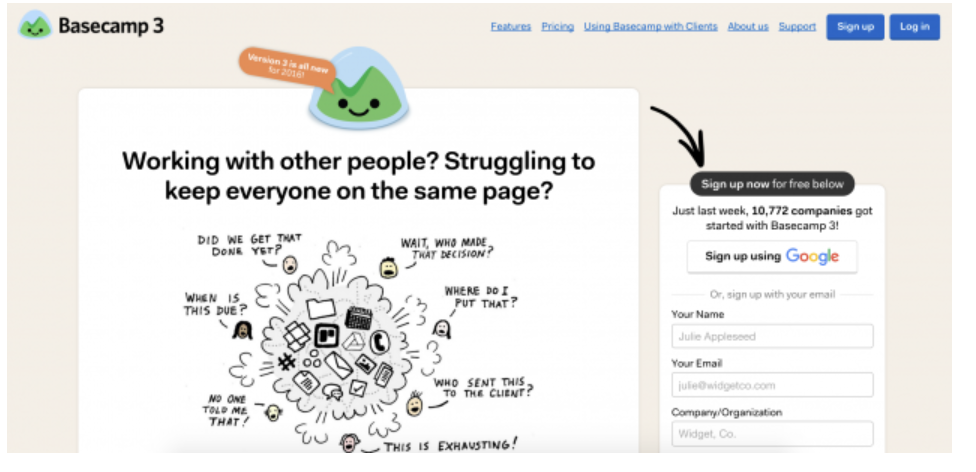 Basecamp 3
Features Pricing Using Basecamp with Clients About us Support Sign up Log in
Version 3 is all new
for 2016!
Working with other people? Struggling to
keep everyone on the same page?
DID WE GET THAT
DONE YET?
WAIT, WHO MADE
THAT DECISION?
WHEN IS
THIS DUE?
WHERE DO I
PUT THAT?
WHO SENT THIS
TO THE CLIENT?
NO ONE
TOLD ME
THAT!
THIS IS EXHAUSTING!
Sign up now for free below
Just last week, 10,772 companies got
started with Basecamp 3!
Sign up using Google
Or, sign up with your email
Your Name
Julie Appleseed
Your Email
julie@widgetco.com
Company/Organization
Widget, Co.